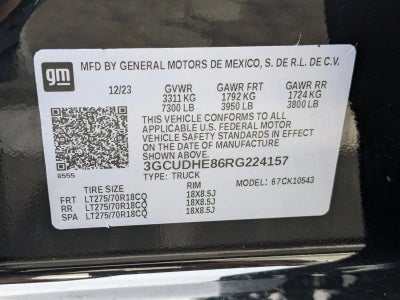 gm
MFD BY GENERAL MOTORS DE MEXICO, S. DE R.L. DE C.V.
12/23 GVWR GAWR FRT GAWR RR
3311 KG 1792 KG 1724 KG
7300 LB 3950 LB 3800 LB
THIS VEHICLE CONFORMS TO ALL
APPLICABLE U.S. FEDERAL MOTOR
VEHICLE SAFETY STANDARDS IN EFFECT
ON THE DATE OF MANUFACTURE SHOWN ABOVE.
3GCUDHE86RG224157
#555 TYPE: TRUCK MODEL: 67CK10543
TIRE SIZE RIM
FRT LT275/70R18CQ 18X8.5J
RR LT275/70R18CQ 18X8.5J
SPA LT275/70R18CQ 18X8.5J